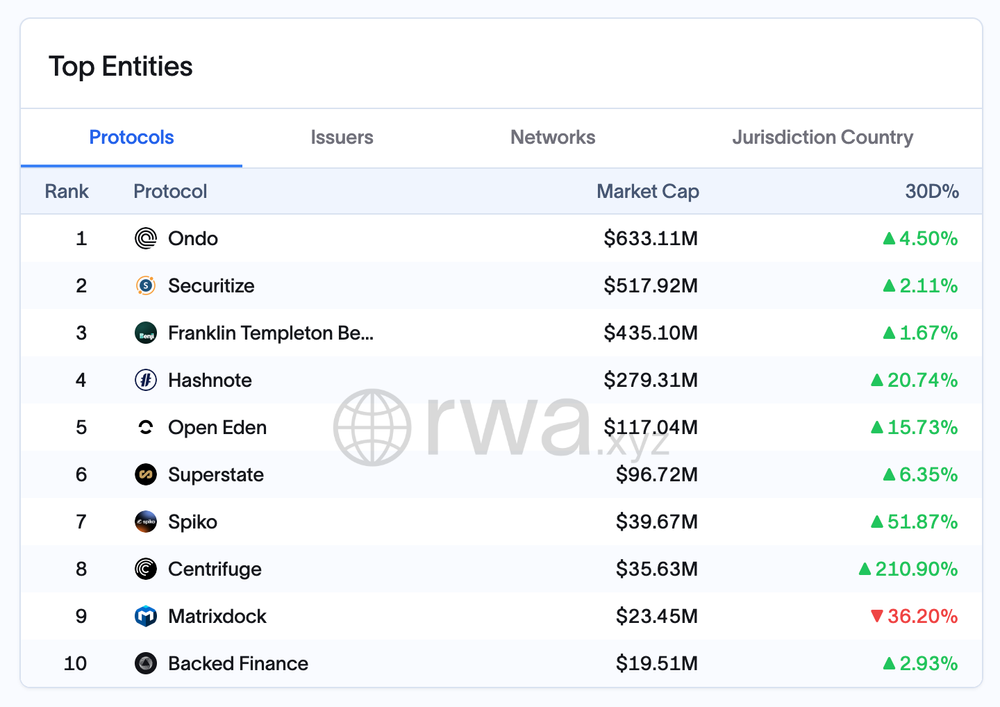 Top Entities
Protocols Issuers Networks Jurisdiction Country
Rank Protocol Market Cap 30D%
1 Ondo $633.11M ▲4.50%
2 Securitize $517.92M ▲2.11%
3 Franklin Templeton Be... $435.10M ▲1.67%
4 Hashnote $279.31M ▲20.74%
5 Open Eden $117.04M ▲15.73%
rwa.xyz
6 Superstate $96.72M ▲6.35%
7 Spiko $39.67M ▲51.87%
8 Centrifuge $35.63M ▲210.90%
9 Matrixdock $23.45M ▼36.20%
10 Backed Finance $19.51M ▲2.93%